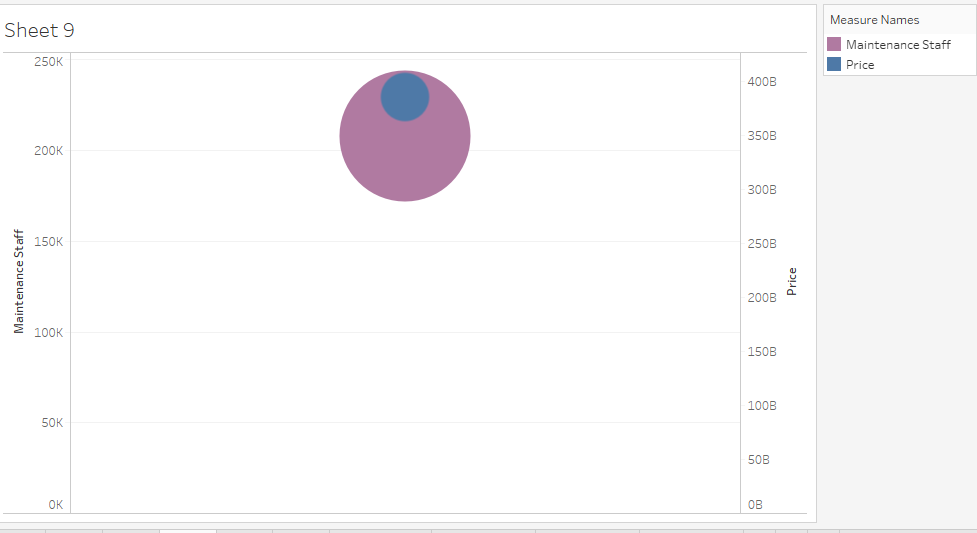 Sheet 9
250K
200K
150K
100K
50K
0K
Maintenance Staff
400B
350B
300B
250B
200B
150B
100B
50B
0B
Price
Measure Names
Maintenance Staff
Price